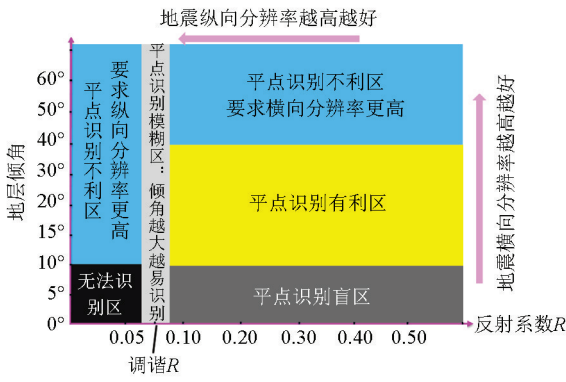 地震纵向分辨率越高越好
地层倾角
60°
50°
40°
30°
20°
15°
10°
5°
0°
要求纵向分辨率更高
平点识别不利区
平点识别模糊区：倾角越大越易识别
平点识别不利区
要求横向分辨率更高
平点识别有利区
无法识
别区
平点识别盲区
地震横向分辨率越高越好
0.05
0.10
0.20
0.30
0.40
0.50
反射系数R
调谐R